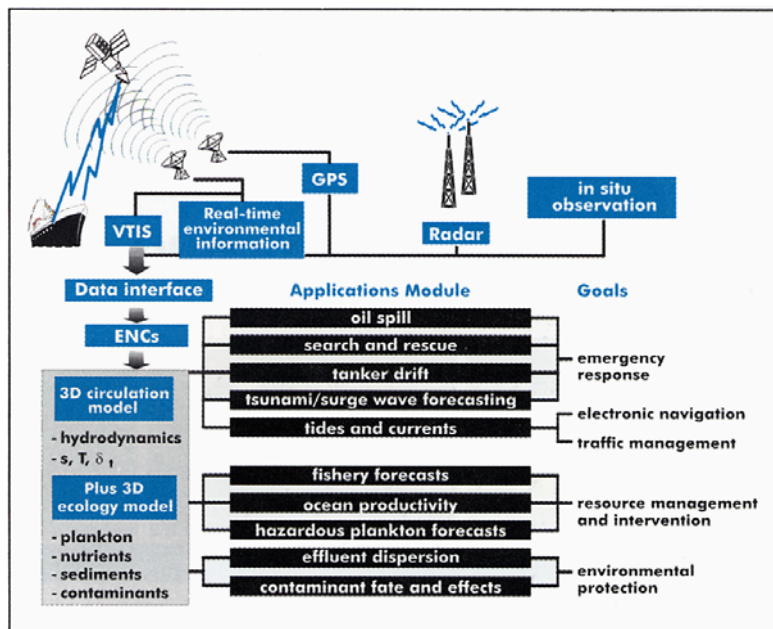 GPS
in situ
observation
Real-time
environmental
information
VTIS
Radar
Data interface
Applications Module
Goals
ENCs
oil spill
search and rescue
tanker drift
tsunami/surge wave forecasting
tides and currents
emergency
response
electronic navigation
traffic management
3D circulation
model
- hydrodynamics
- s, T, δ t
Plus 3D
ecology model
- plankton
- nutrients
- sediments
- contaminants
fishery forecasts
ocean productivity
hazardous plankton forecasts
resource management
and intervention
effluent dispersion
contaminant fate and effects
environmental
protection